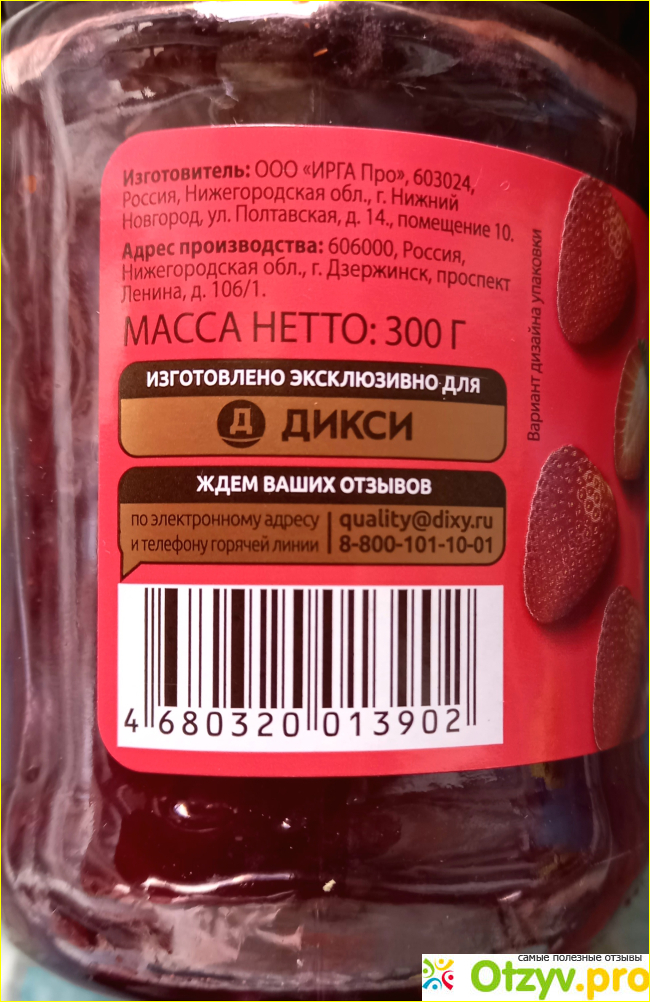 Изготовитель: ООО «ИРГА Про», 603024,
Россия, Нижегородская обл., г. Нижний
Новгород, ул. Полтавская, д. 14., помещение 10.
Адрес производства: 606000, Россия,
Нижегородская обл., г. Дзержинск, проспект
Ленина, д. 106/1.
МАССА НЕТТО: 300 Г
Вариант дизайна упаковки
ИЗГОТОВЛЕНО ЭКСКЛЮЗИВНО ДЛЯ
Д ДИКСИ
ЖДЕМ ВАШИХ ОТЗЫВОВ
по электронному адресу | quality@dixy.ru
и телефону горячей линии | 8-800-101-10-01
4 680320 013902
самые полезные отзывы
Otzyv.pro